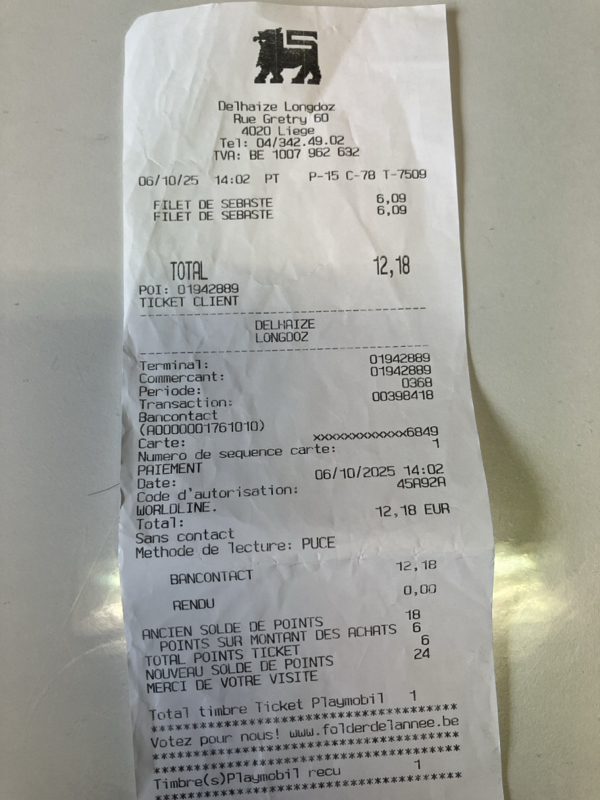 Delhaize Longdoz
Rue Gretry 60
4020 Liege
Tel: 04/342.49.02
TVA: BE 1007 962 632
06/10/25 14:02 PT P-15 C-78 T-7509
FILET DE SEBASTE 6,09
FILET DE SEBASTE 6,09
TOTAL 12,18
POI: 01942889
TICKET CLIENT
--------------------------------
DELHAIZE
LONGDOZ
--------------------------------
Terminal: 01942889
Commercant: 01942889
Periode: 0368
Transaction: 00398418
Bancontact
(A0000001761010)
Carte: xxxxxxxxxxxxx6849
Numero de sequence carte: 1
PAIEMENT
Date: 06/10/2025 14:02
Code d'autorisation: 45A92A
WORLDLINE.
Total: 12,18 EUR
Sans contact
Methode de lecture: PUCE
BANCONTACT 12,18
RENDU 0,00
ANCIEN SOLDE DE POINTS 18
POINTS SUR MONTANT DES ACHATS 6
TOTAL POINTS TICKET 6
NOUVEAU SOLDE DE POINTS 24
MERCI DE VOTRE VISITE
Total timbre Ticket Playmobil 1
************************************
Votez pour nous! www.folderdelannee.be
************************************
************************************
Timbre(s)Playmobil recu 1
************************************